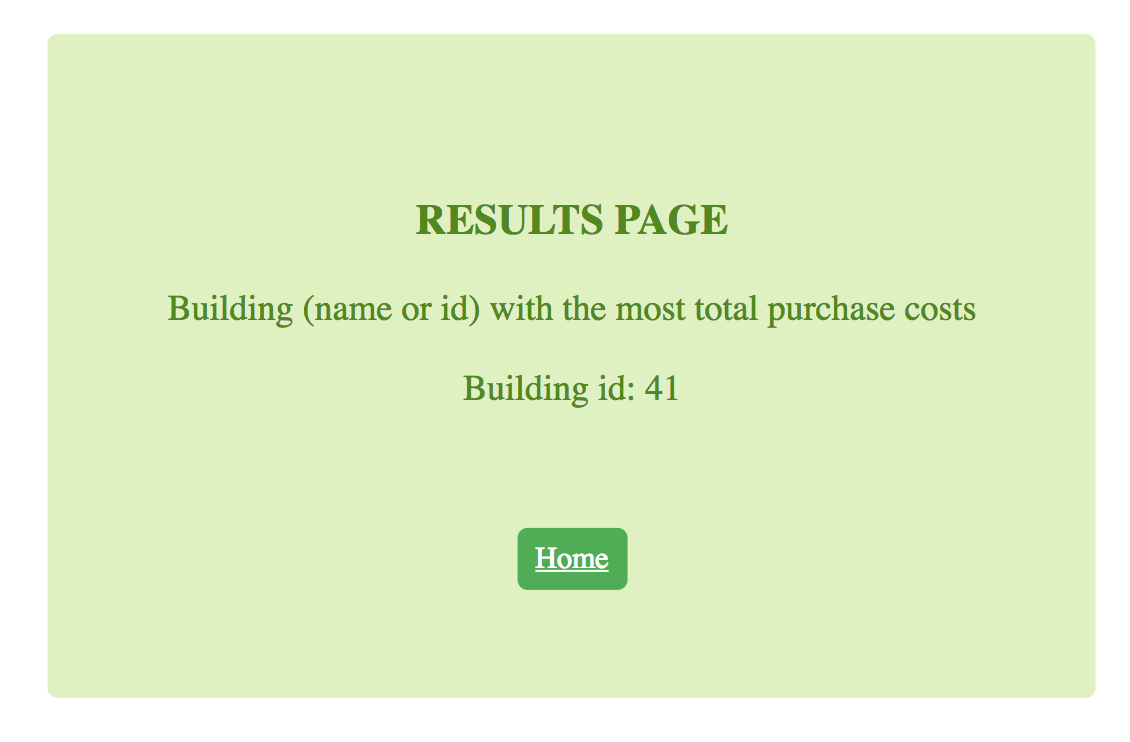 RESULTS PAGE
Building (name or id) with the most total purchase costs
Building id: 41
Home